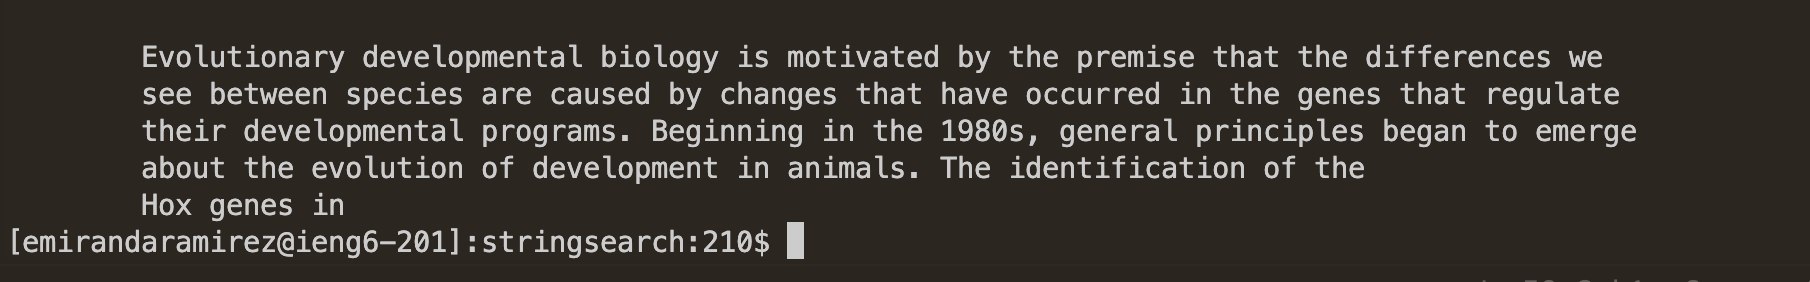 Evolutionary developmental biology is motivated by the premise that the differences we
see between species are caused by changes that have occurred in the genes that regulate
their developmental programs. Beginning in the 1980s, general principles began to emerge
about the evolution of development in animals. The identification of the
Hox genes in
[emirandaramirez@ieng6-201]:stringsearch:210$